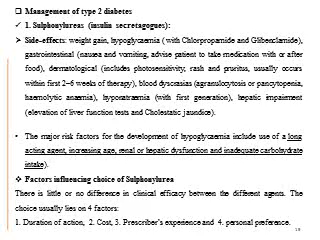 ❑ Management of type 2 diabetes
✓ 1. Sulphonylureas (insulin secretagogues):
➤ Side-effects: weight gain, hypoglycaemia ( with Chlorpropamide and Glibenclamide),
gastrointestinal (nausea and vomiting, advise patient to take medication with or after
food), dermatological (includes photosensitivity, rash and pruritus, usually occurs
within first 2–6 weeks of therapy), blood dyscrasias (agranulocytosis or pancytopenia,
haemolytic anaemia), hyponatraemia (with first generation), hepatic impairment
(elevation of liver function tests and Cholestatic jaundice).
• The major risk factors for the development of hypoglycaemia include use of a long
acting agent, increasing age, renal or hepatic dysfunction and inadequate carbohydrate
intake).
❖ Factors influencing choice of Sulphonylurea
There is little or no difference in clinical efficacy between the different agents. The
choice usually lies on 4 factors:
1. Duration of action, 2. Cost, 3. Prescriber's experience and 4. personal preference.
19